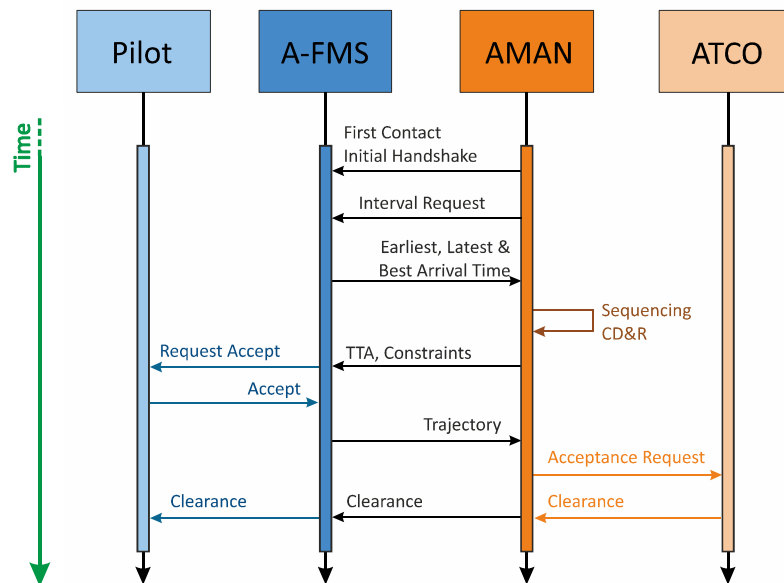 Pilot
A-FMS
AMAN
ATCO
Time
First Contact
Initial Handshake
Interval Request
Earliest, Latest &
Best Arrival Time
Sequencing
CD&R
TTA, Constraints
Request Accept
Accept
Trajectory
Acceptance Request
Clearance
Clearance
Clearance